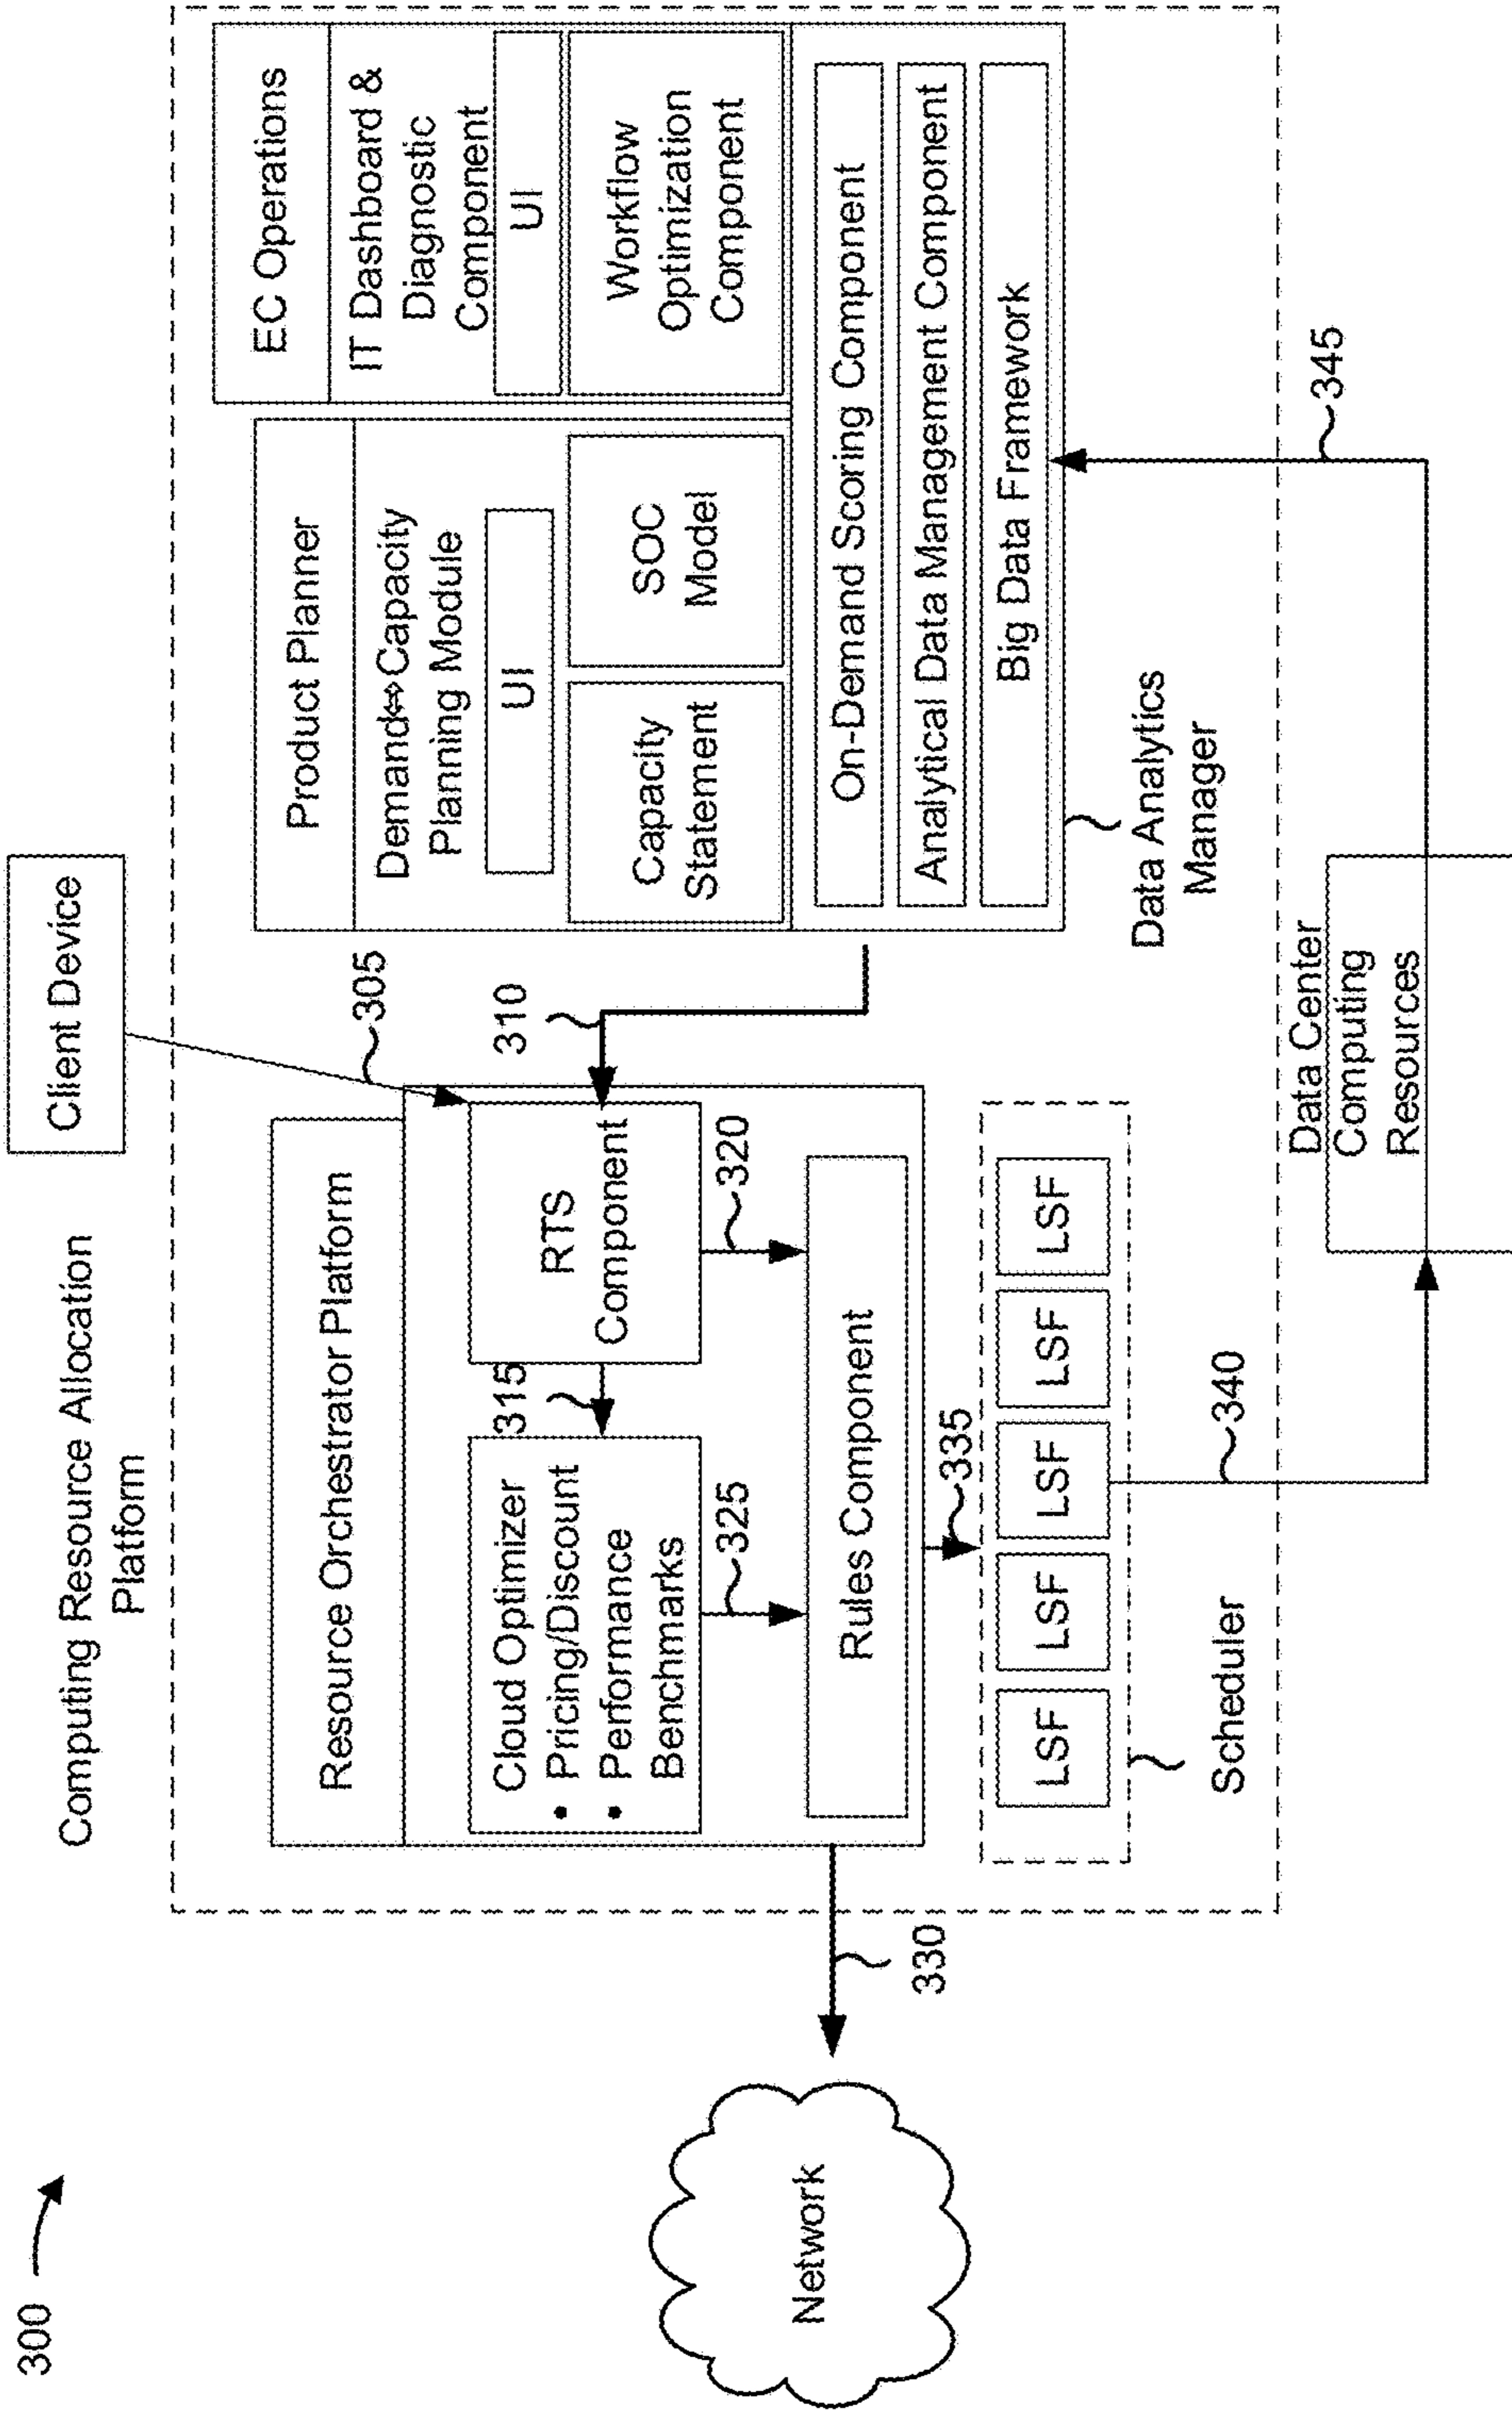 300
Computing Resource Allocation
Platform
Client Device
305
Resource Orchestrator Platform
RTS
Component
310
315
Cloud Optimizer
• Pricing/Discount
• Performance
Benchmarks
320
325
Rules Component
330
Network
335
LSF
LSF
LSF
LSF
LSF
Scheduler
340
Product Planner
Demand⇔Capacity
Planning Module
UI
Capacity
Statement
SOC
Model
EC Operations
IT Dashboard &
Diagnostic
Component
UI
Workflow
Optimization
Component
On-Demand Scoring Component
Analytical Data Management Component
Big Data Framework
Data Analytics
Manager
345
Data Center
Computing
Resources